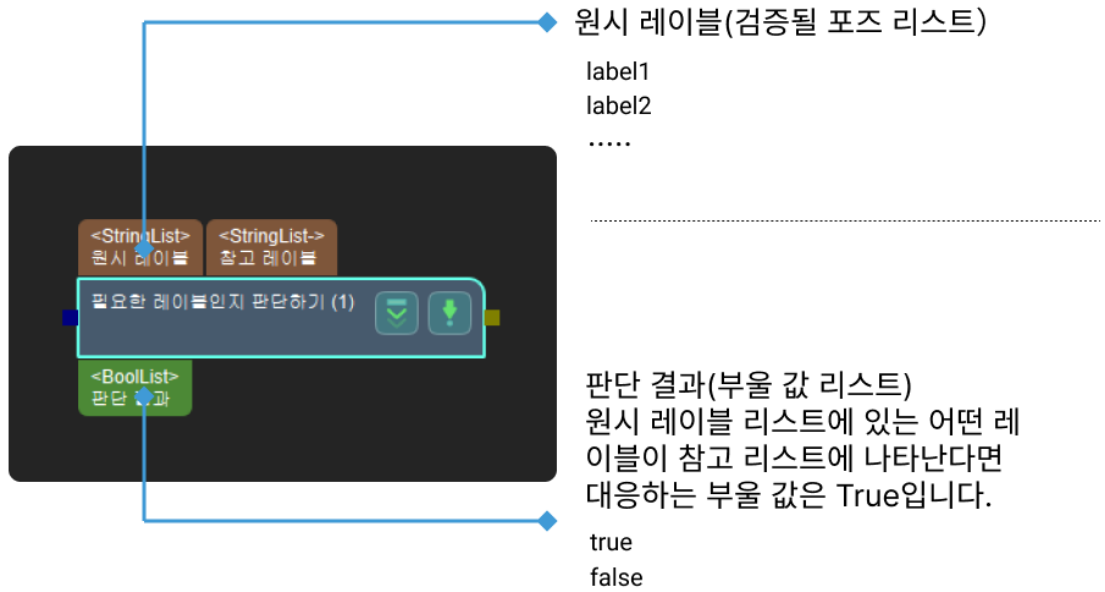 원시 레이블(검증될 포즈 리스트)
label1
label2
.....
<StringList>
원시 레이블
<StringList->
참고 레이블
필요한 레이블인지 판단하기 (1)
<BoolList>
판단 결과
판단 결과(부울 값 리스트)
원시 레이블 리스트에 있는 어떤 레
이블이 참고 리스트에 나타난다면
대응하는 부울 값은 True입니다.
true
false